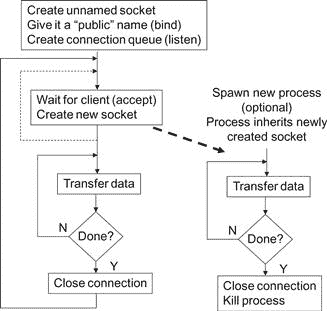 Create unnamed socket
Give it a “public” name (bind)
Create connection queue (listen)
Wait for client (accept)
Create new socket
Transfer data
Done?
N
Y
Close connection
Spawn new process
(optional)
Process inherits newly
created socket
Transfer data
Done?
N
Y
Close connection
Kill process